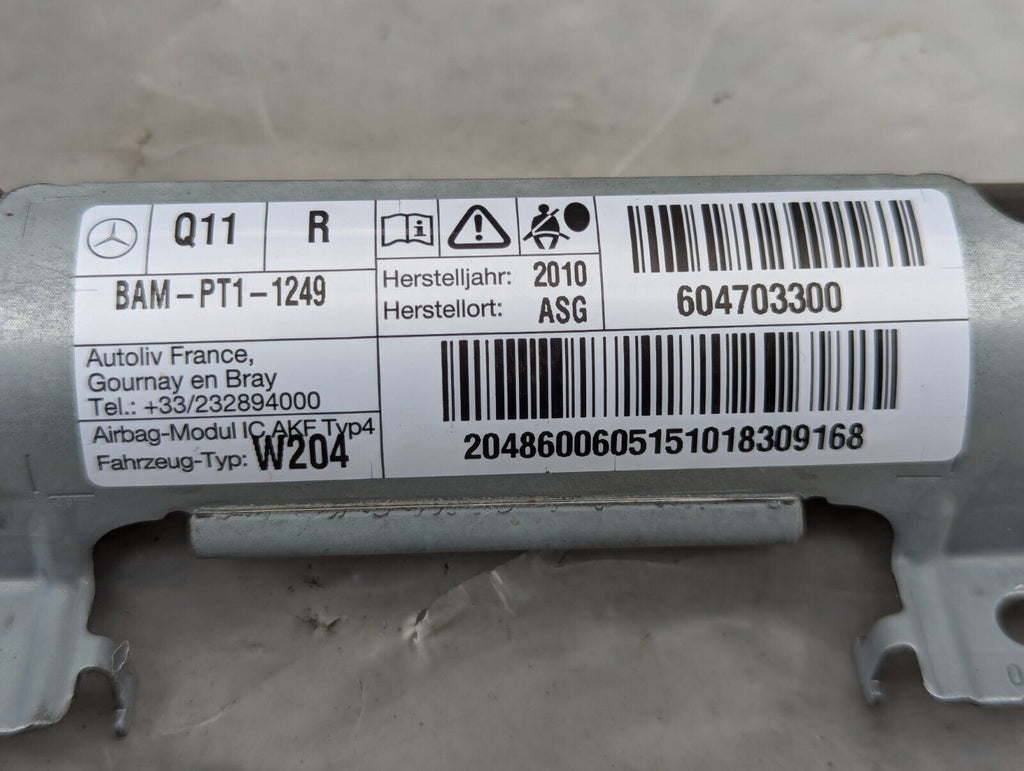 Q11
R
BAM-PT1-1249
Herstelljahr: 2010
Herstellort: ASG
604703300
Autoliv France,
Gournay en Bray
Tel.: +33/232894000
Airbag-Modul IC AKF Typ4
Fahrzeug-Typ: W204
2048600605151018309168